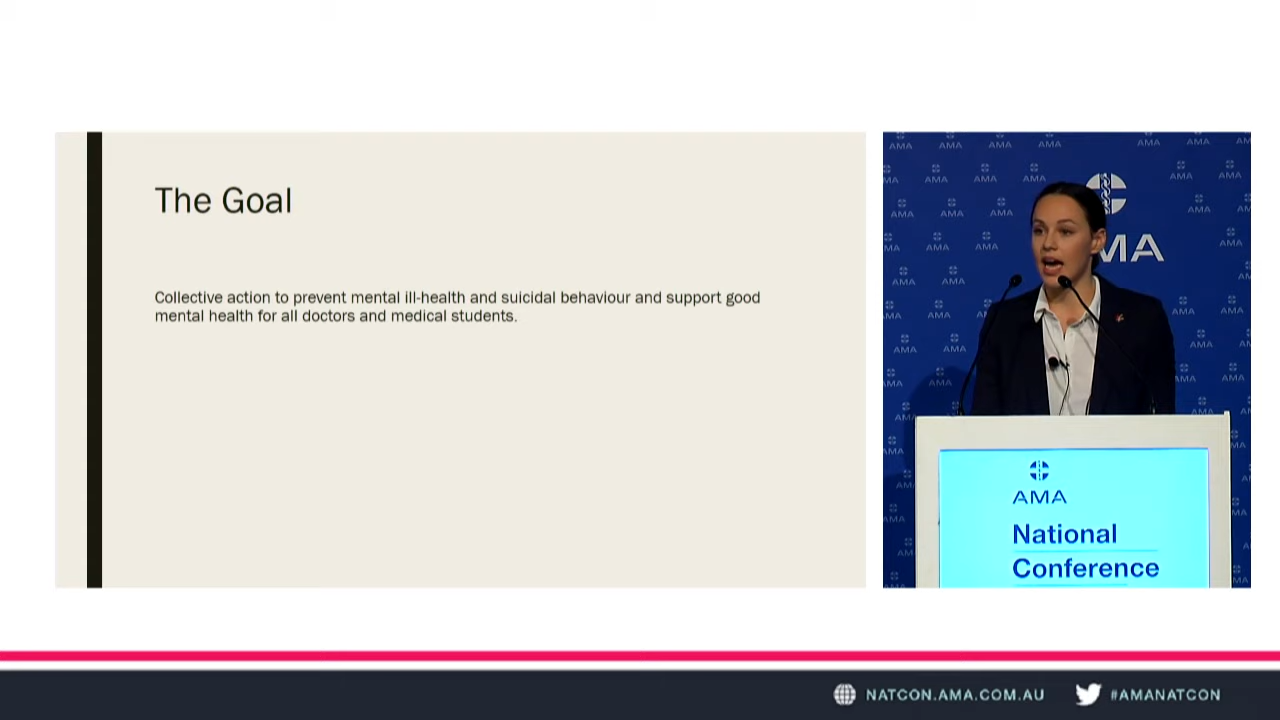 The Goal
Collective action to prevent mental ill-health and suicidal behaviour and support good
mental health for all doctors and medical students.
AMA
AMA
National
Conference
NATCON.AMA.COM.AU
#AMANATCON